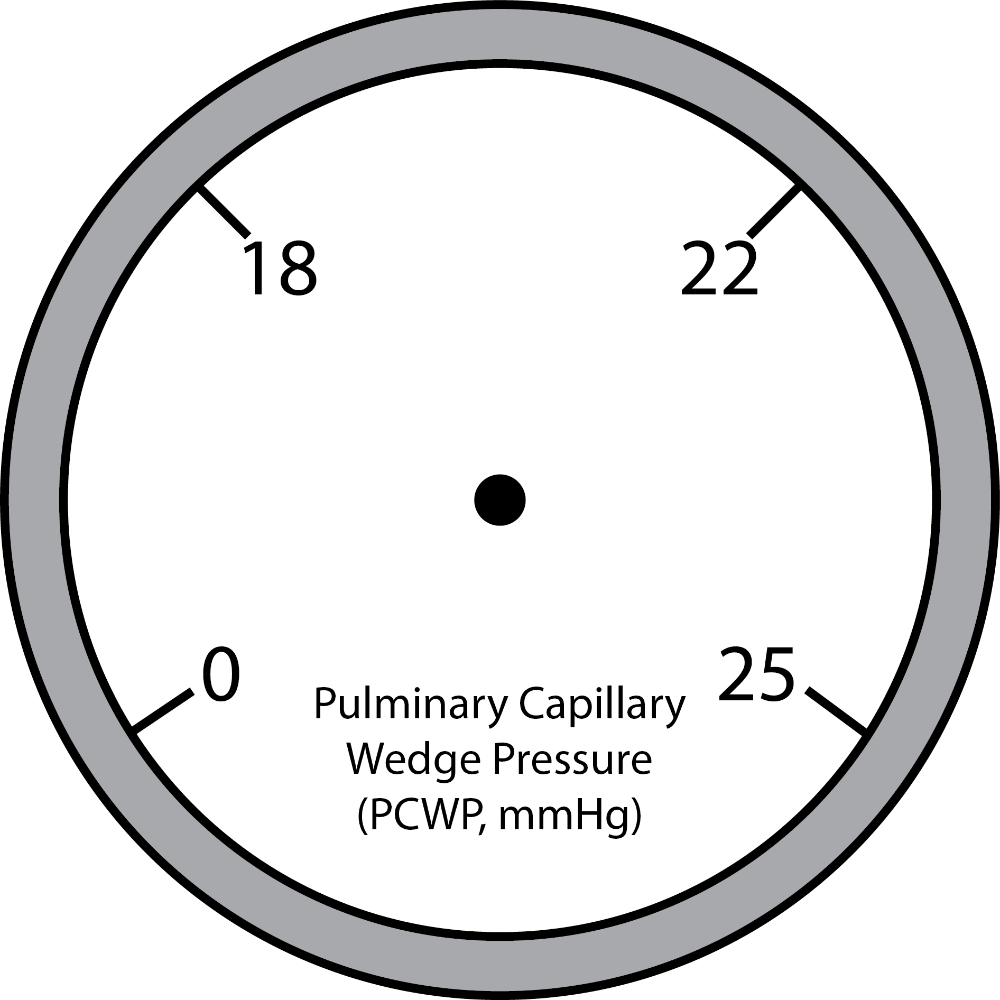 18
22
0
25
Pulminary Capillary
Wedge Pressure
(PCWP, mmHg)